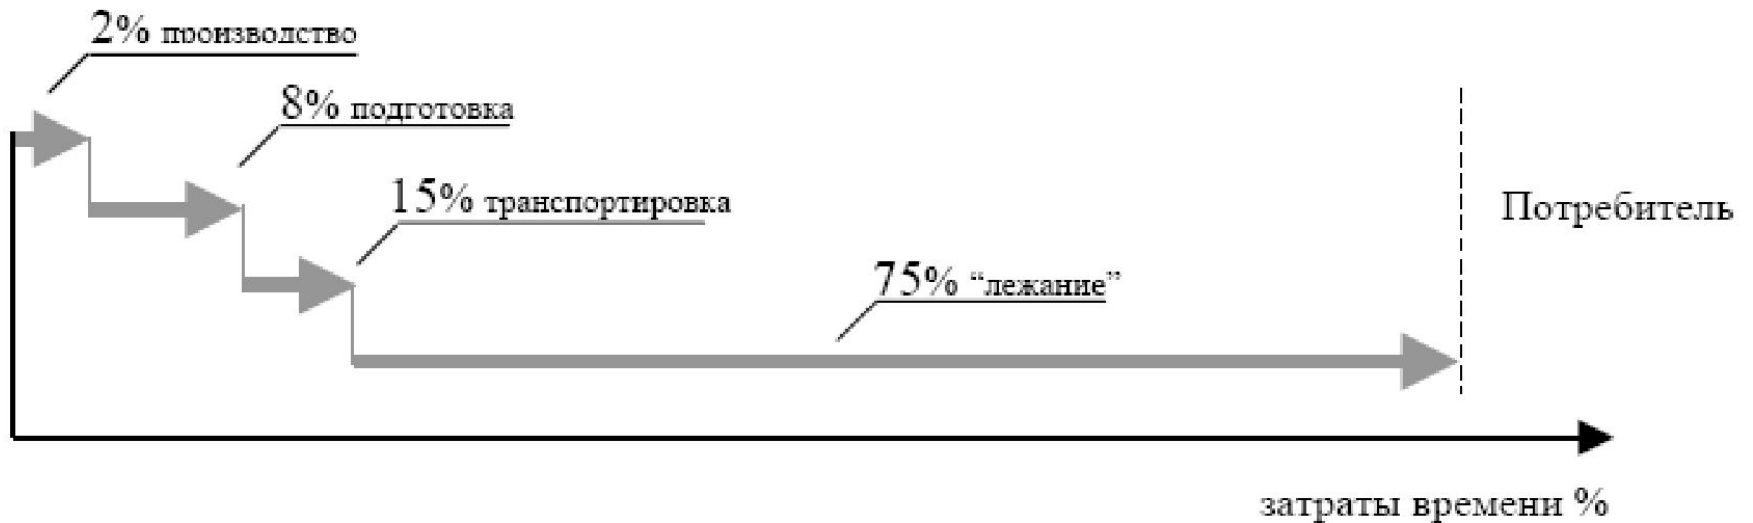 2% производство
8% подготовка
15% транспортировка
Потребитель
75% “лежание”
затраты времени %